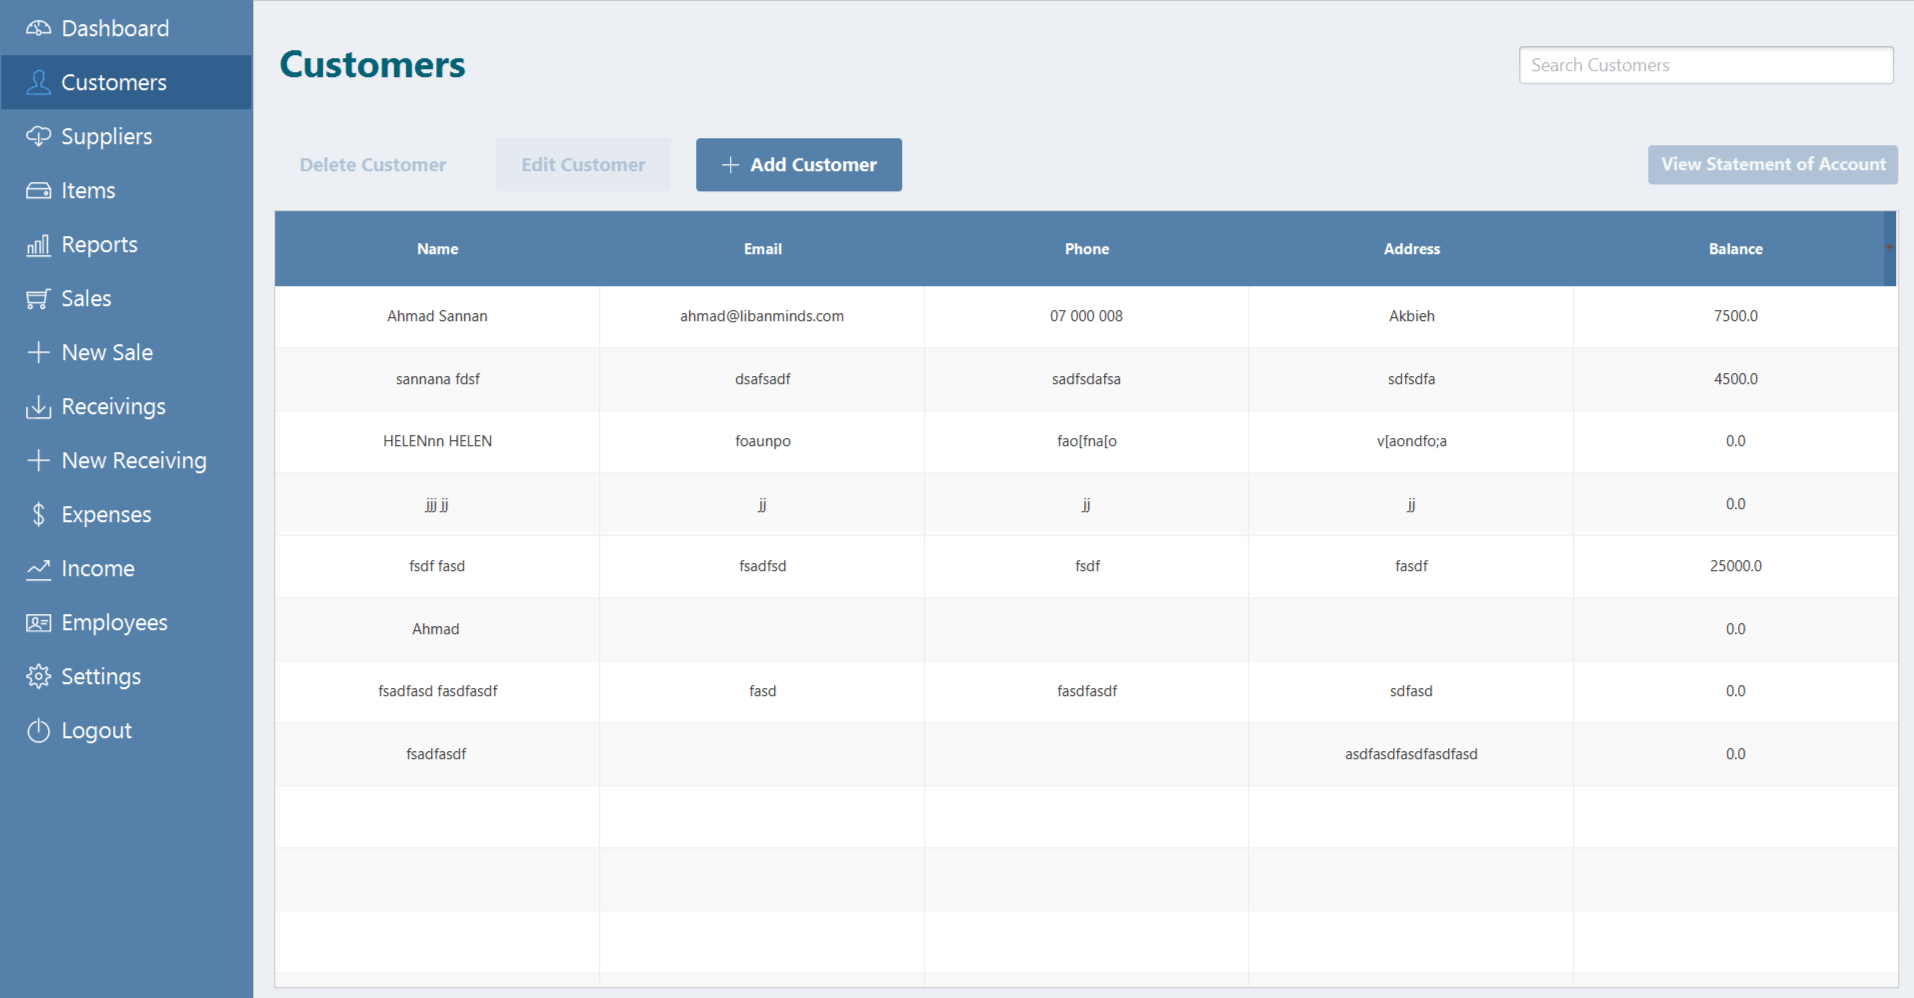 Dashboard
Customers
Suppliers
Items
Reports
Sales
New Sale
Receivings
New Receiving
Expenses
Income
Employees
Settings
Logout
Customers
Search Customers
Delete Customer Edit Customer + Add Customer View Statement of Account
Name Email Phone Address Balance
Ahmad Sannan ahmad@libanminds.com 07 000 008 Akbieh 7500.0
sannana fdsf dsafsadf sadfsdafsa sdfsdfa 4500.0
HELENnn HELEN foaunpo fao[fna[o v[aondfo;a 0.0
jjj jj jj jj jj 0.0
fsdf fasd fsadfsd fsdf fasdf 25000.0
Ahmad 0.0
fsadfasd fasdfasdf fasd fasdfasdf sdfasd 0.0
fsadfasdf asdfasdfasdfasdfasd 0.0